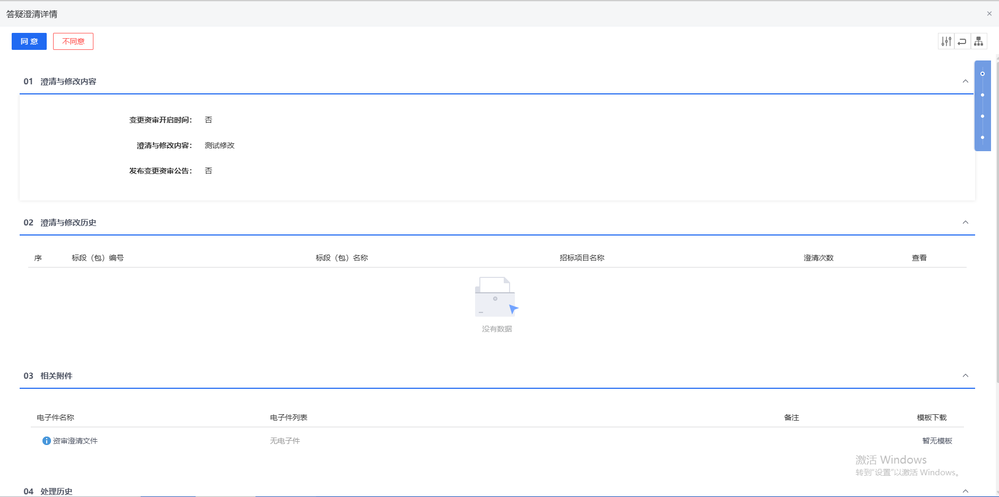 答疑澄清详情
同意 不同意
01 澄清与修改内容
变更资审开启时间： 否
澄清与修改内容： 测试修改
发布变更资审公告： 否
02 澄清与修改历史
序 标段（包）编号 标段（包）名称 招标项目名称 澄清次数 查看
没有数据
03 相关附件
电子件名称 电子件列表 备注 模板下载
资审澄清文件 无电子件 暂无模板
激活 Windows
转到“设置”以激活 Windows。
04 处理历史